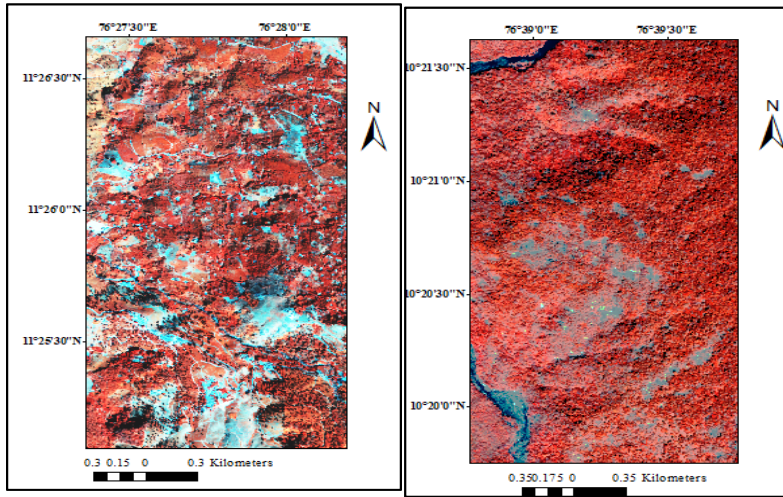 76°27'30"E 76°28'0"E
11°26'30"N
N
11°26'0"N
11°25'30"N
0.3 0.15 0 0.3 Kilometers
76°39'0"E 76°39'30"E
10°21'30"N
N
10°21'0"N
10°20'30"N
10°20'0"N
0.350.175 0 0.35 Kilometers